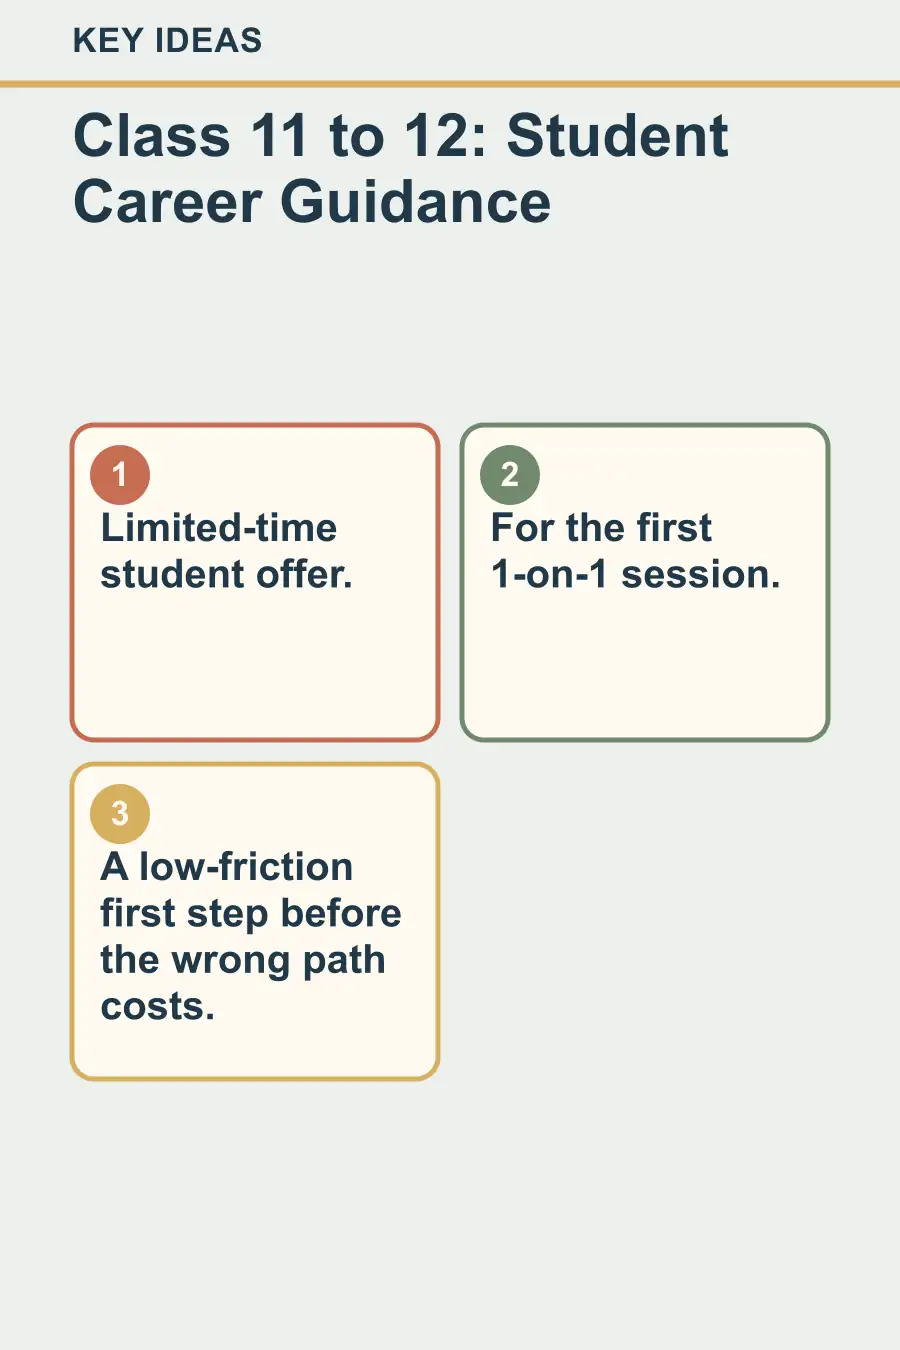 KEY IDEAS
Class 11 to 12: Student
Career Guidance
1
Limited-time
student offer.
2
For the first
1-on-1 session.
3
A low-friction
first step before
the wrong path
costs.